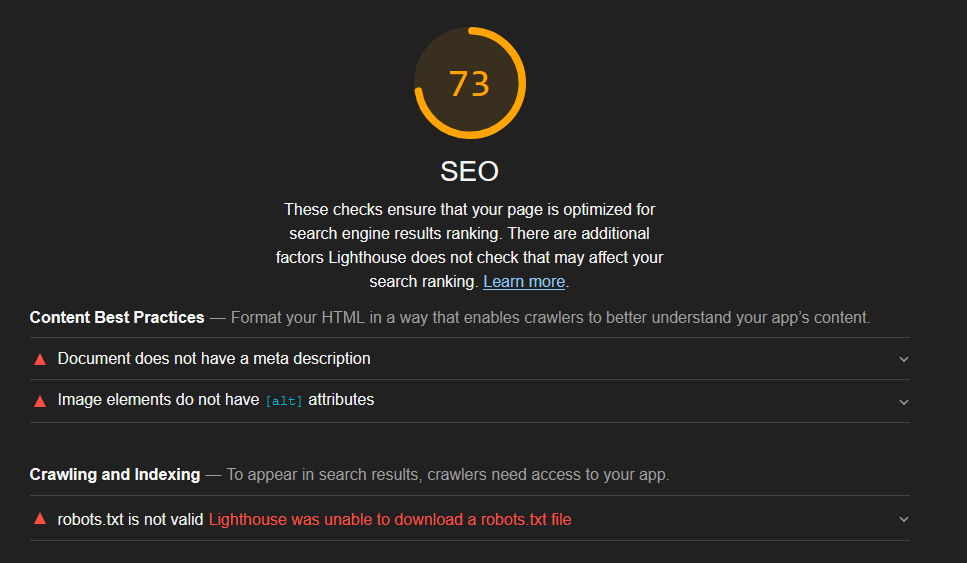 73
SEO
These checks ensure that your page is optimized for
search engine results ranking. There are additional
factors Lighthouse does not check that may affect your
search ranking. Learn more.
Content Best Practices — Format your HTML in a way that enables crawlers to better understand your app’s content.
Document does not have a meta description
Image elements do not have [alt] attributes
Crawling and Indexing — To appear in search results, crawlers need access to your app.
robots.txt is not valid Lighthouse was unable to download a robots.txt file